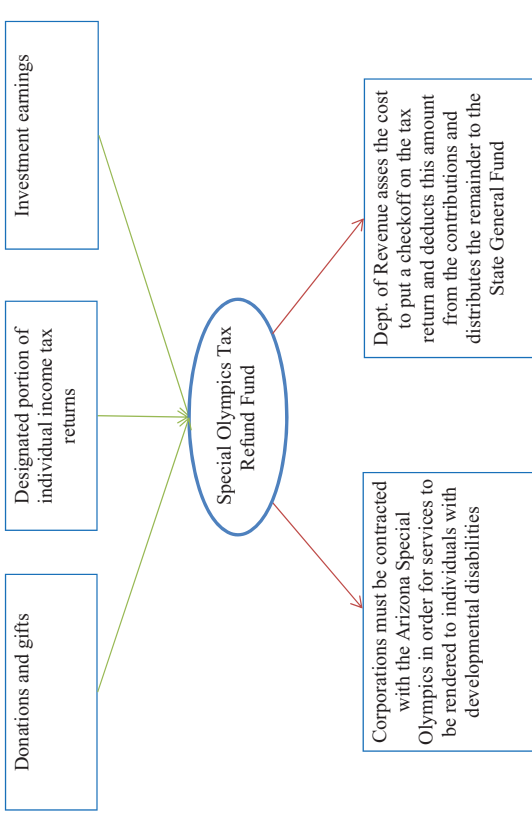 Donations and gifts
Designated portion of
individual income tax
returns
Investment earnings
Special Olympics Tax
Refund Fund
Corporations must be contracted
with the Arizona Special
Olympics in order for services to
be rendered to individuals with
developmental disabilities
Dept. of Revenue asses the cost
to put a checkoff on the tax
return and deducts this amount
from the contributions and
distributes the remainder to the
State General Fund